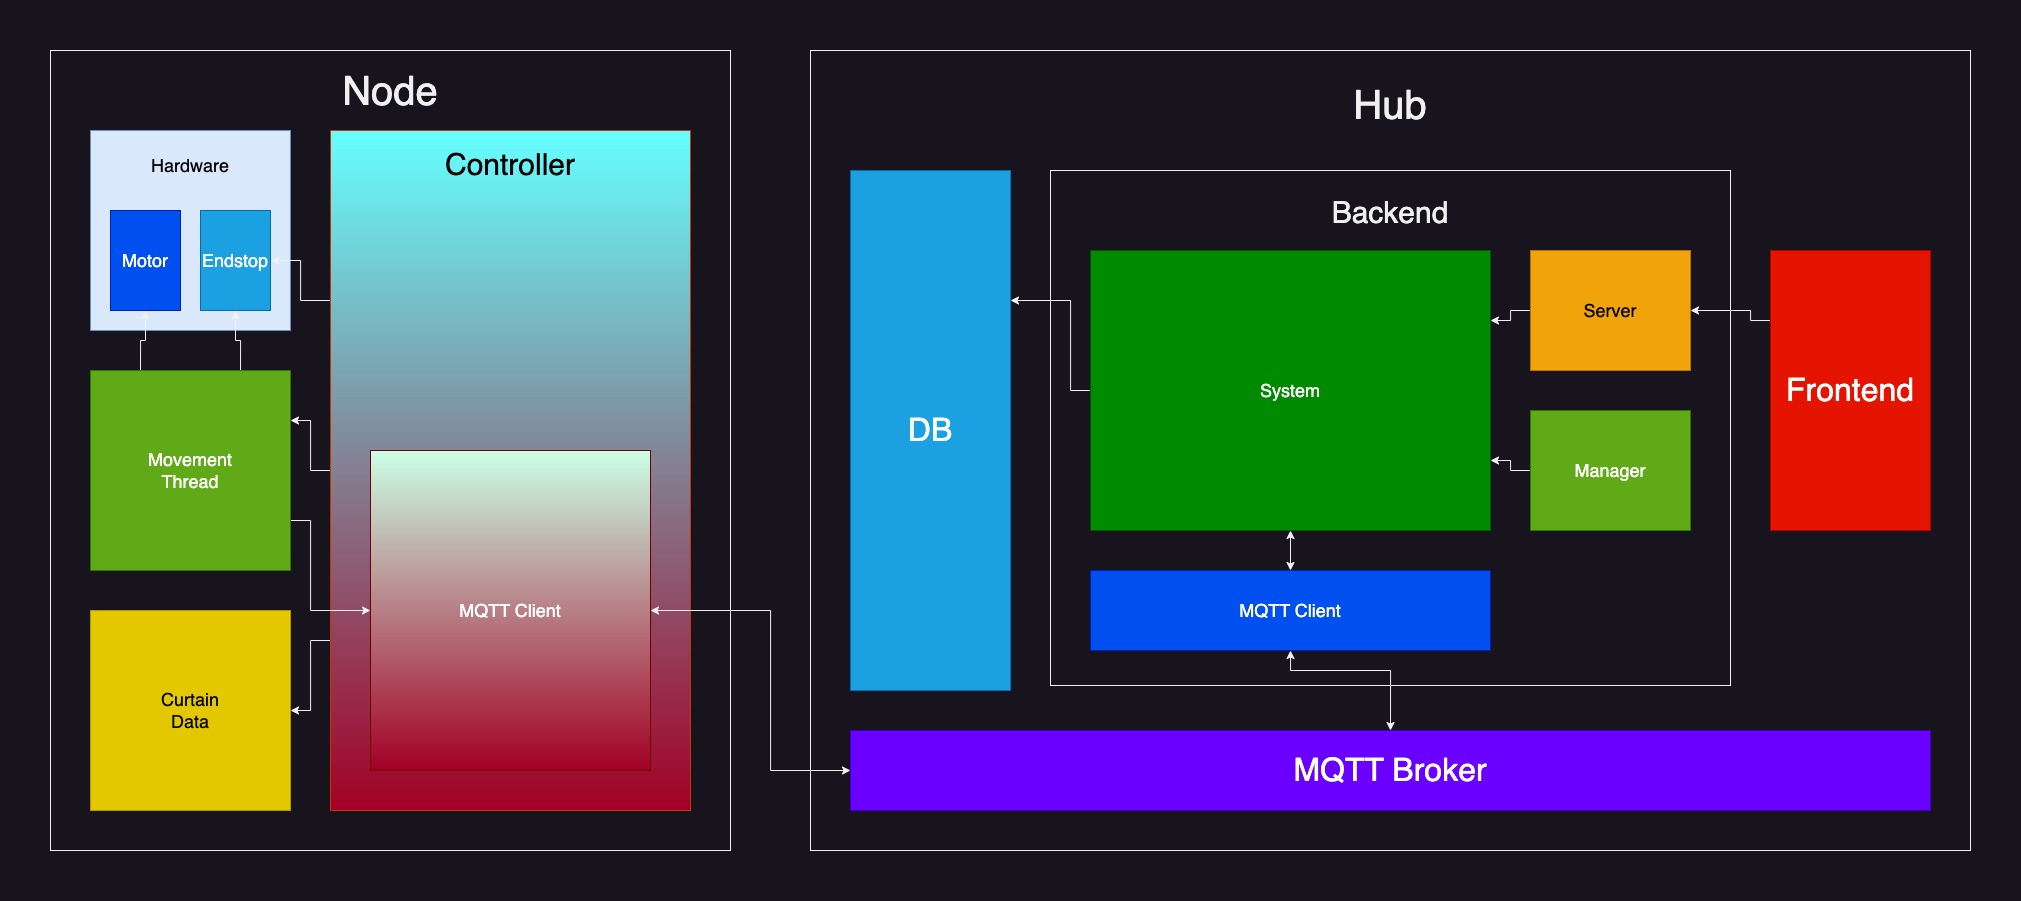 Node
Hardware
Motor
Endstop
Controller
Movement
Thread
MQTT Client
Curtain
Data
Hub
DB
Backend
System
Server
Manager
MQTT Client
Frontend
MQTT Broker